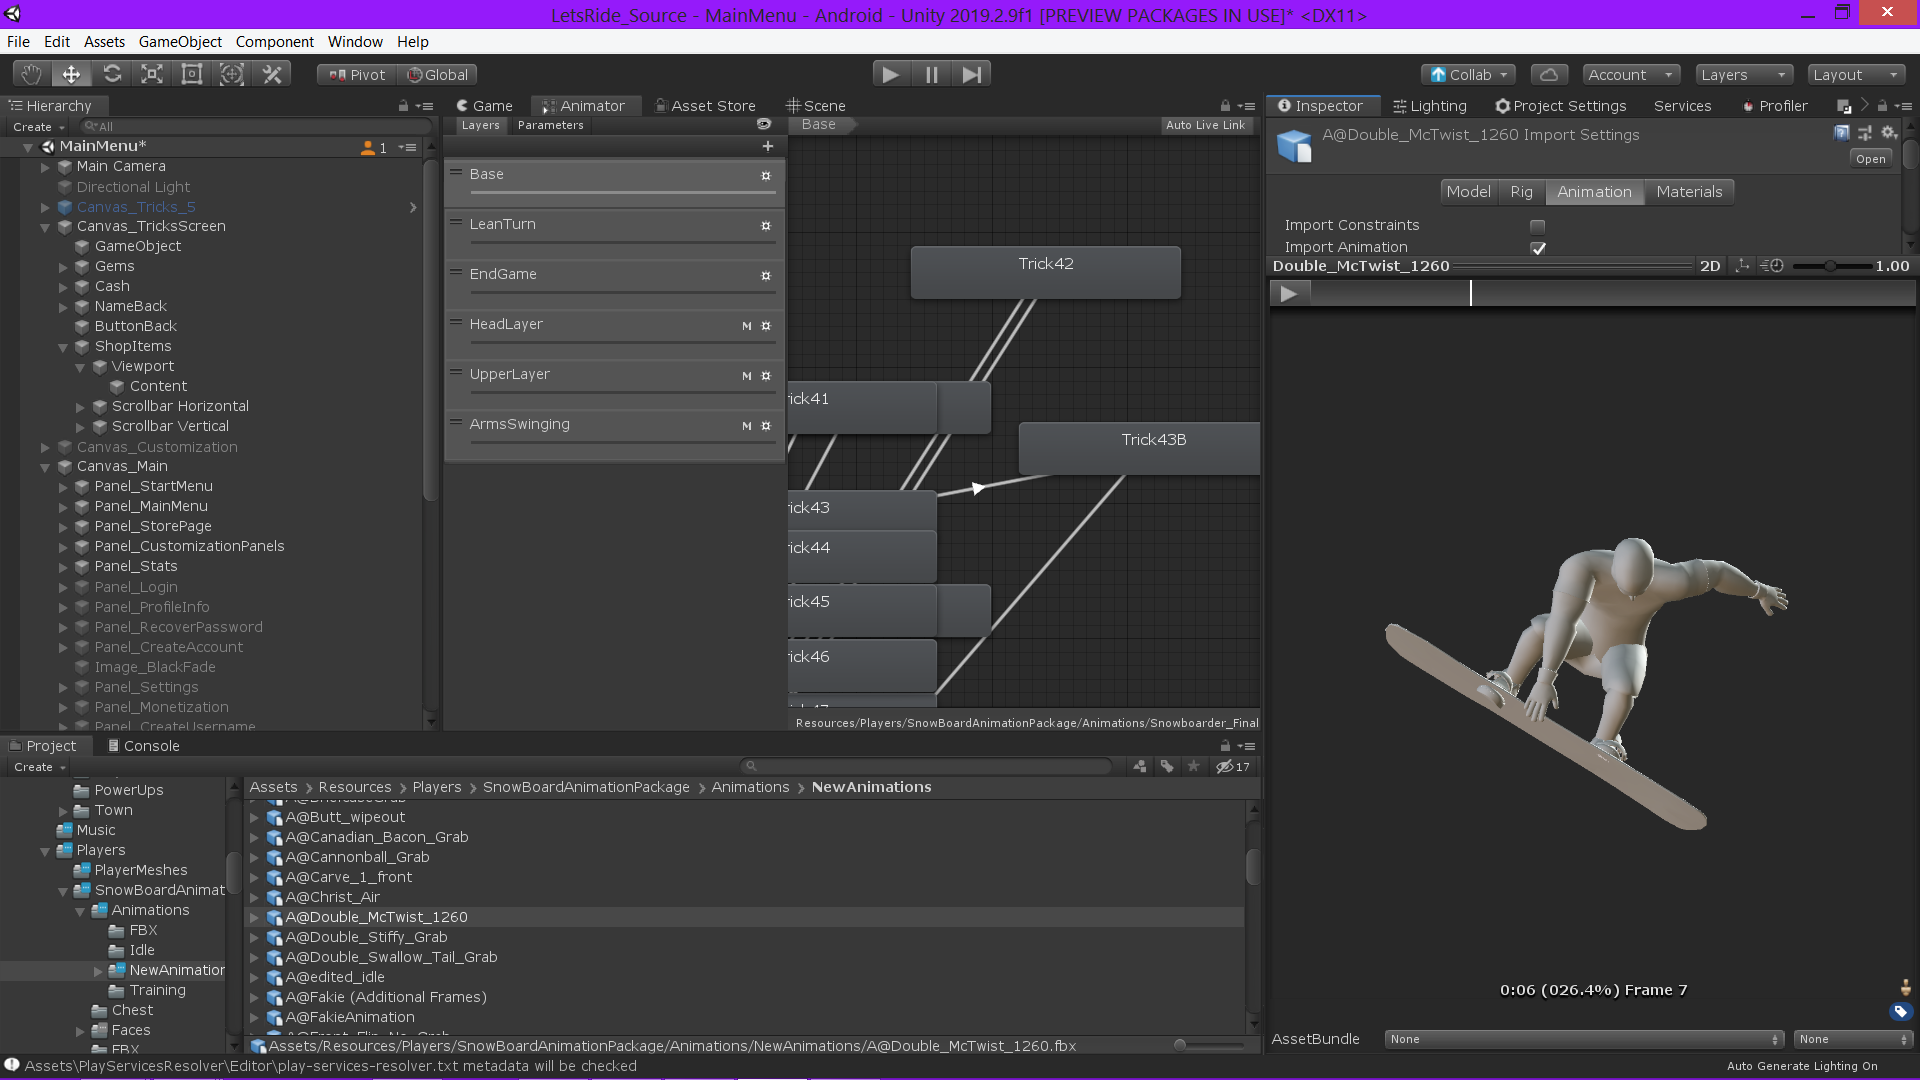 LetsRide_Source - MainMenu - Android - Unity 2019.2.9f1 [PREVIEW PACKAGES IN USE]* <DX11>
File Edit Assets GameObject Component Window Help
Pivot Global Collab Account Layers Layout
Hierarchy
Create All
MainMenu* 1
Main Camera
Directional Light
Canvas_Tricks_5
Canvas_TricksScreen
GameObject
Gems
Cash
NameBack
ButtonBack
ShopItems
Viewport
Content
Scrollbar Horizontal
Scrollbar Vertical
Canvas_Customization
Canvas_Main
Panel_StartMenu
Panel_MainMenu
Panel_StorePage
Panel_CustomizationPanels
Panel_Stats
Panel_Login
Panel_ProfileInfo
Panel_RecoverPassword
Panel_CreateAccount
Image_BlackFade
Panel_Settings
Panel_Monetization
Panel_CreateUsername
Game Animator Asset Store Scene
Layers Parameters Base Auto Live Link
Base
LeanTurn
EndGame
HeadLayer M
UpperLayer M
ArmsSwinging M
Trick42
rick41
Trick43B
rick43
rick44
rick45
rick46
Resources/Players/SnowBoardAnimationPackage/Animations/Snowboarder_Final
Inspector Lighting Project Settings Services Profiler
A@Double_McTwist_1260 Import Settings
Open
Model Rig Animation Materials
Import Constraints
Import Animation
Double_McTwist_1260 2D 1.00
0:06 (026.4%) Frame 7
AssetBundle None None
Project Console
Create 17
PowerUps
Town
Music
Players
PlayerMeshes
SnowBoardAnimat
Animations
FBX
Idle
NewAnimation
Training
Chest
Faces
FBX
Assets Resources Players SnowBoardAnimationPackage Animations NewAnimations
A@Butt_wipeout
A@Canadian_Bacon_Grab
A@Cannonball_Grab
A@Carve_1_front
A@Christ_Air
A@Double_McTwist_1260
A@Double_Stiffy_Grab
A@Double_Swallow_Tail_Grab
A@edited_idle
A@Fakie (Additional Frames)
A@FakieAnimation
A@Front_Flip_No_Grab
Assets/Resources/Players/SnowBoardAnimationPackage/Animations/NewAnimations/A@Double_McTwist_1260.fbx
Assets\PlayServicesResolver\Editor\play-services-resolver.txt metadata will be checked
Auto Generate Lighting On